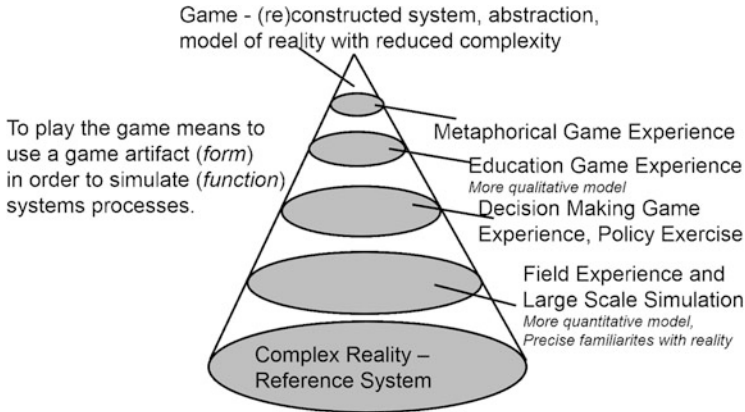 Game - (re)constructed system, abstraction,
model of reality with reduced complexity
To play the game means to
use a game artifact (form)
in order to simulate (function)
systems processes.
Metaphorical Game Experience
Education Game Experience
More qualitative model
Decision Making Game
Experience, Policy Exercise
Field Experience and
Large Scale Simulation
More quantitative model,
Precise familiarites with reality
Complex Reality –
Reference System